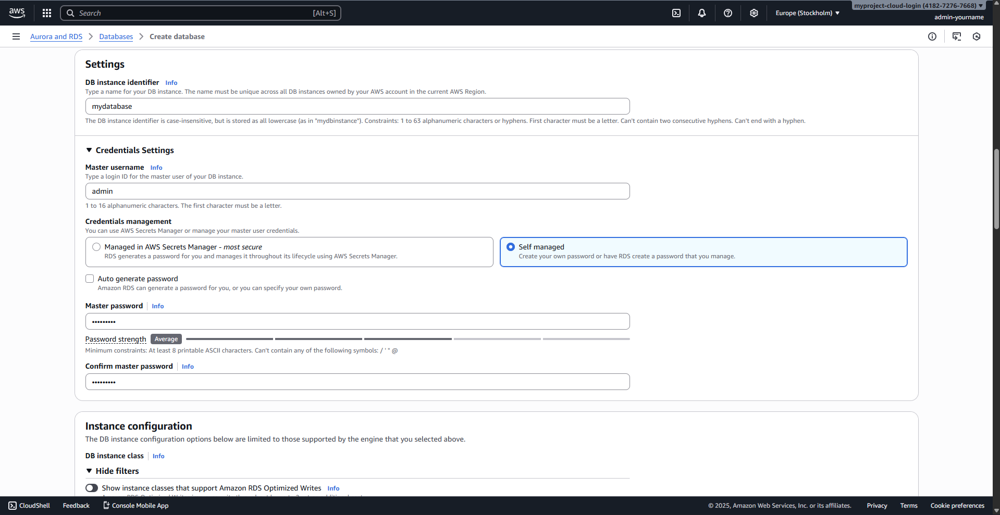 aws
Search
[Alt+S]
Europe (Stockholm)
myproject-cloud-login (4182-7276-7668)
admin-yourname
Aurora and RDS
Databases
Create database
Settings
DB instance identifier Info
Type a name for your DB instance. The name must be unique across all DB instances owned by your AWS account in the current AWS Region.
mydatabase
The DB instance identifier is case-insensitive, but is stored as all lowercase (as in "mydbinstance"). Constraints: 1 to 63 alphanumeric characters or hyphens. First character must be a letter. Can't contain two consecutive hyphens. Can't end with a hyphen.
Credentials Settings
Master username Info
Type a login ID for the master user of your DB instance.
admin
1 to 16 alphanumeric characters. The first character must be a letter.
Credentials management
You can use AWS Secrets Manager or manage your master user credentials.
Managed in AWS Secrets Manager - most secure
RDS generates a password for you and manages it throughout its lifecycle using AWS Secrets Manager.
Self managed
Create your own password or have RDS create a password that you manage.
Auto generate password
Amazon RDS can generate a password for you, or you can specify your own password.
Master password Info
•••••••••
Password strength Average
Minimum constraints: At least 8 printable ASCII characters. Can't contain any of the following symbols: / ' " @
Confirm master password Info
•••••••••
Instance configuration
The DB instance configuration options below are limited to those supported by the engine that you selected above.
DB instance class Info
Hide filters
Show instance classes that support Amazon RDS Optimized Writes Info
CloudShell
Feedback
Console Mobile App
© 2025, Amazon Web Services, Inc. or its affiliates.
Privacy
Terms
Cookie preferences